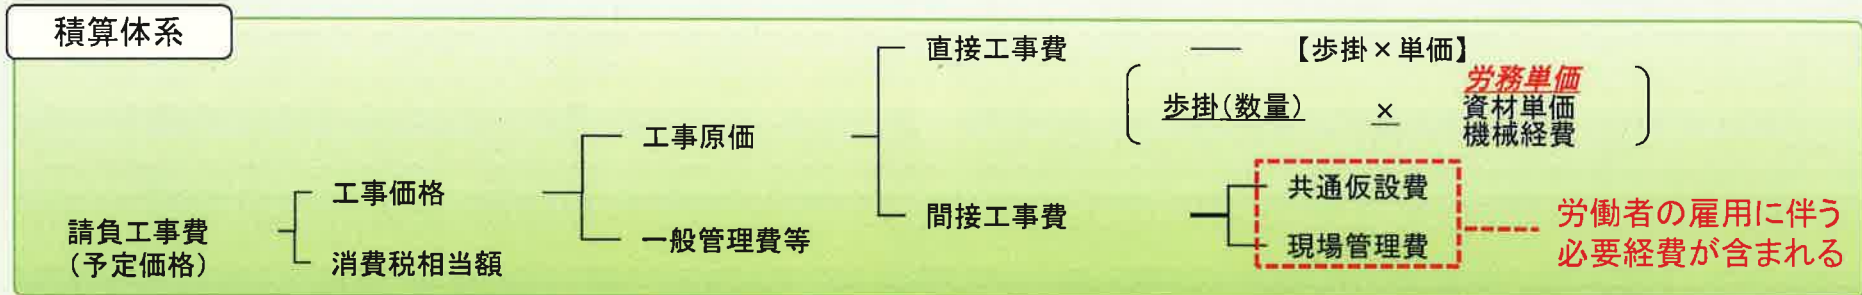 積算体系
直接工事費
【歩掛×単価】
歩掛(数量)
×
労務単価
資材単価
機械経費
工事原価
工事価格
共通仮設費
間接工事費
現場管理費
労働者の雇用に伴う
必要経費が含まれる
請負工事費
(予定価格)
一般管理費等
消費税相当額